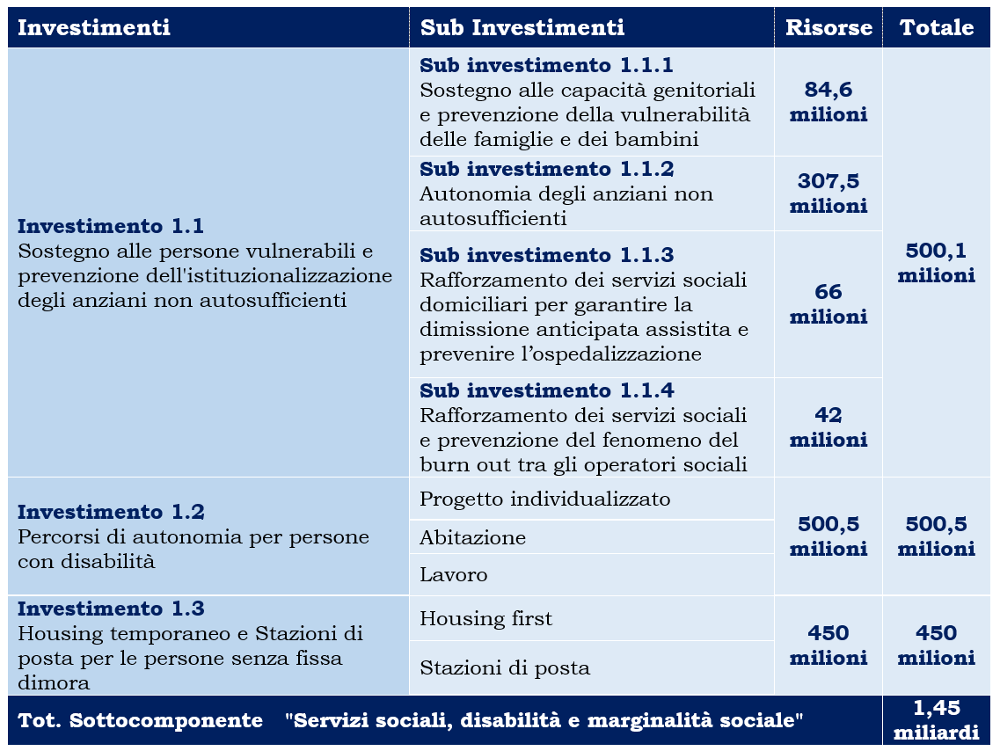 Investimenti
Sub Investimenti
Risorse
Totale
Investimento 1.1
Sostegno alle persone vulnerabili e
prevenzione dell'istituzionalizzazione
degli anziani non autosufficienti
Sub investimento 1.1.1
Sostegno alle capacità genitoriali
e prevenzione della vulnerabilità
delle famiglie e dei bambini
84,6
milioni
Sub investimento 1.1.2
Autonomia degli anziani non
autosufficienti
307,5
milioni
Sub investimento 1.1.3
Rafforzamento dei servizi sociali
domiciliari per garantire la
dimissione anticipata assistita e
prevenire l’ospedalizzazione
66
milioni
Sub investimento 1.1.4
Rafforzamento dei servizi sociali
e prevenzione del fenomeno del
burn out tra gli operatori sociali
42
milioni
500,1
milioni
Investimento 1.2
Percorsi di autonomia per persone
con disabilità
Progetto individualizzato
Abitazione
Lavoro
500,5
milioni
500,5
milioni
Investimento 1.3
Housing temporaneo e Stazioni di
posta per le persone senza fissa
dimora
Housing first
Stazioni di posta
450
milioni
450
milioni
Tot. Sottocomponente "Servizi sociali, disabilità e marginalità sociale"
1,45
miliardi